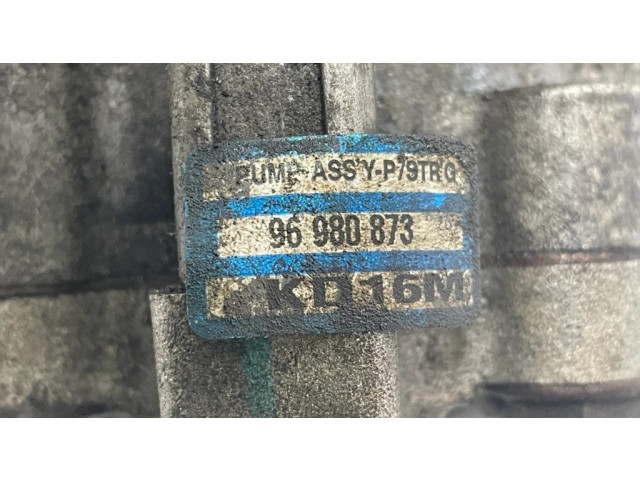 PUMP ASS'Y-P/STRG
96 980 873
KD16M